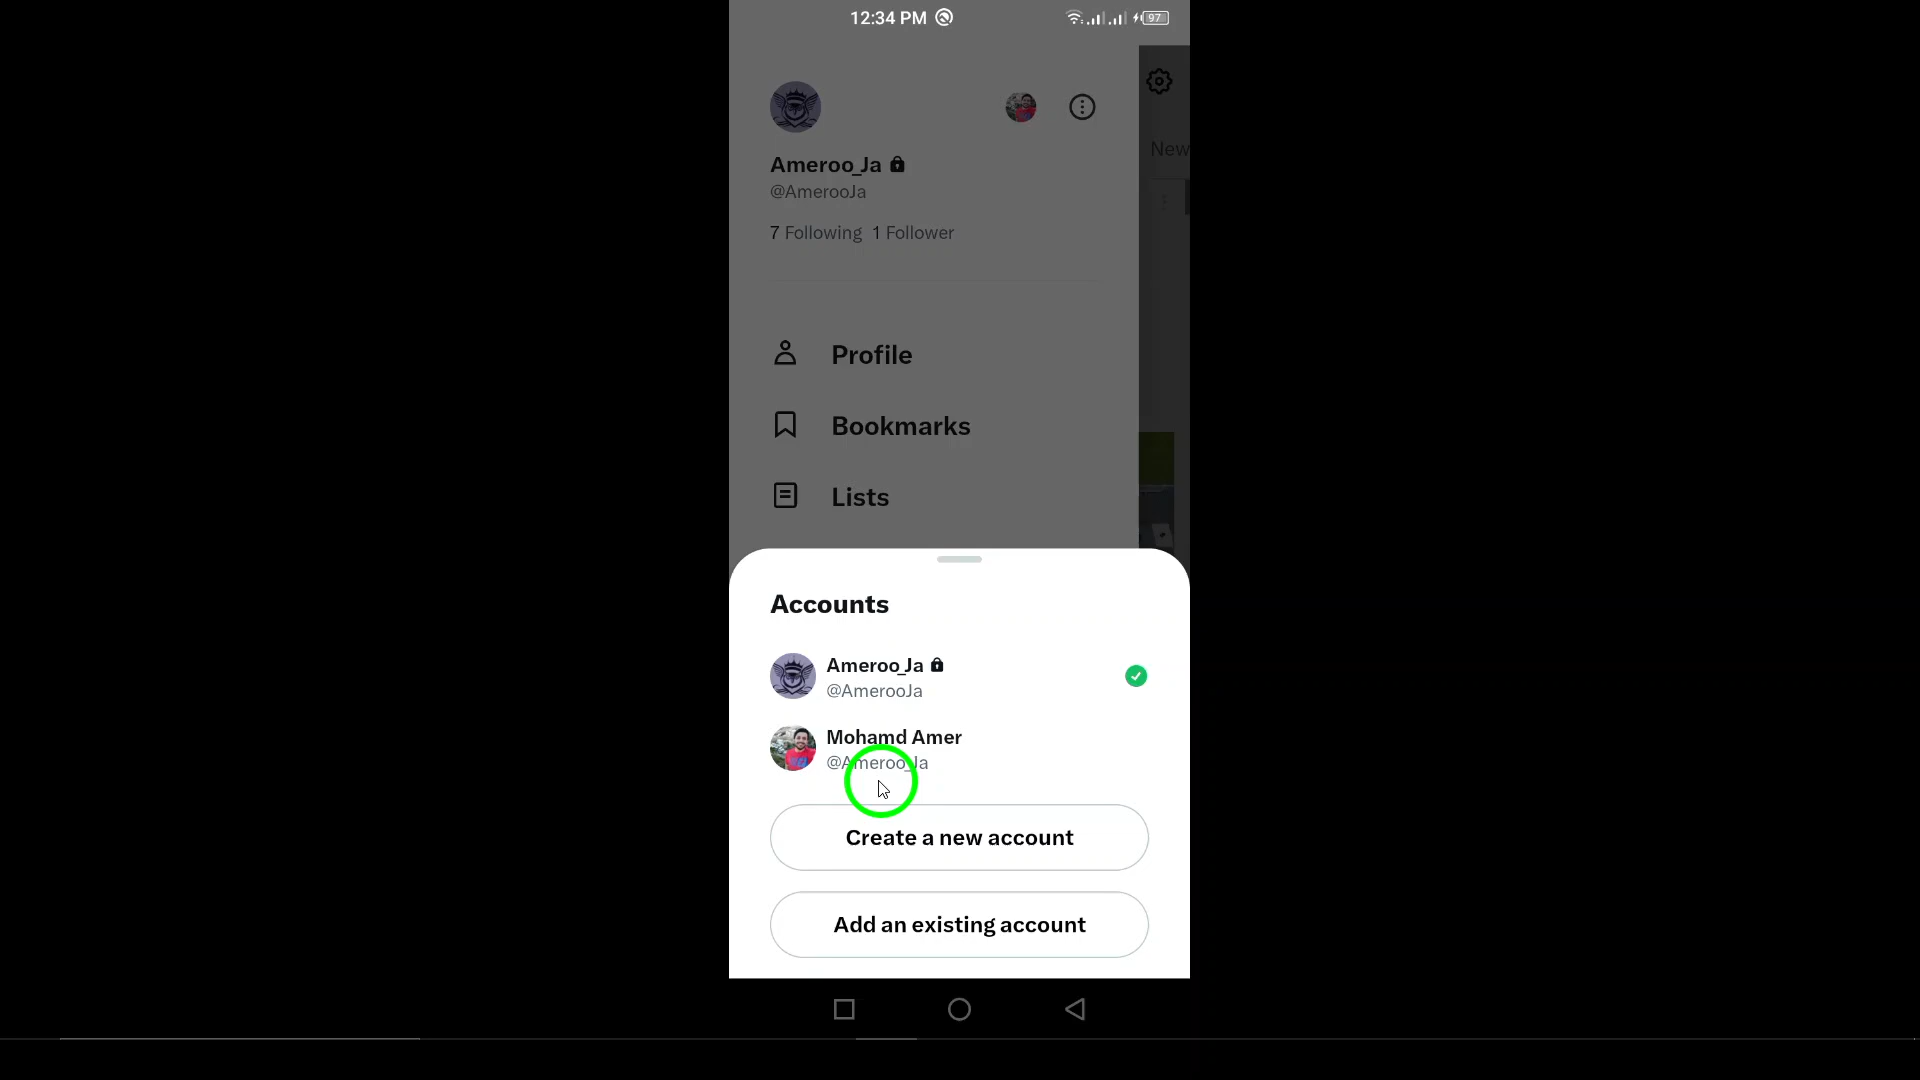 12:34 PM
97
Ameroo_Ja
@AmerooJa
7 Following 1 Follower
New
Profile
Bookmarks
Lists
Accounts
Ameroo_Ja
@AmerooJa
Mohamd Amer
@Ameroo_Ja
Create a new account
Add an existing account